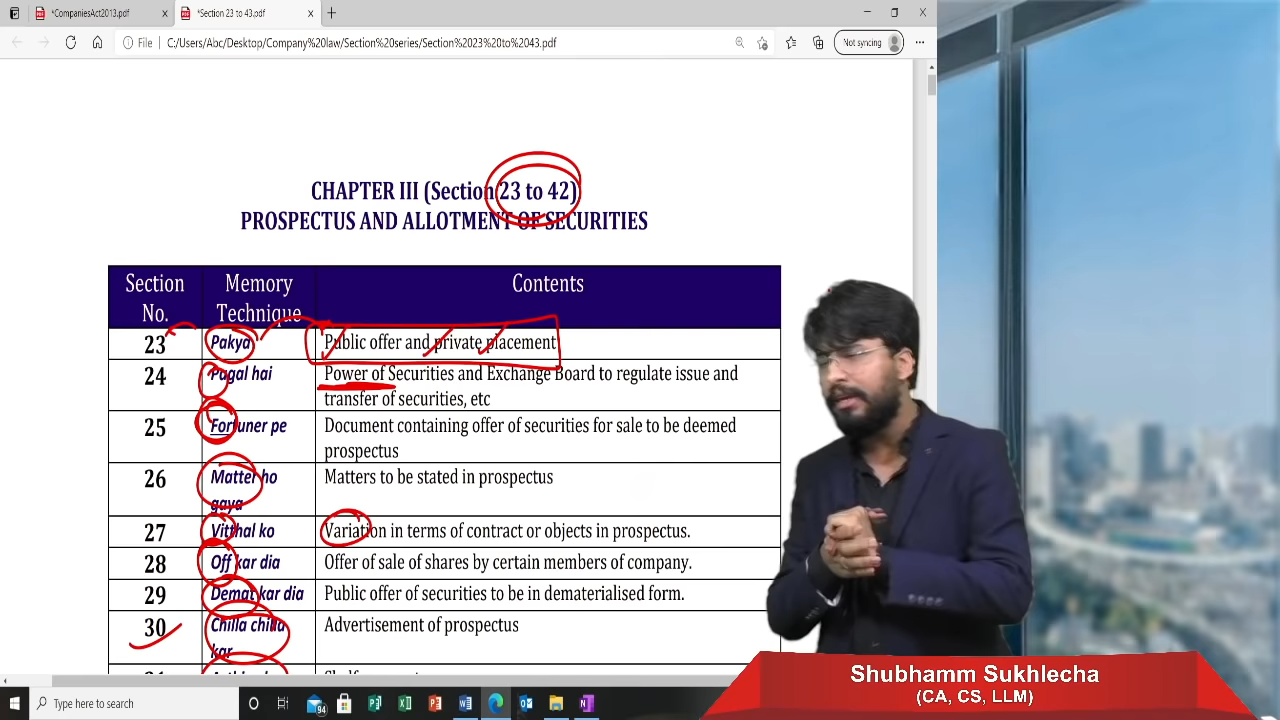 *CompaniesAct2013.pdf
*Section 23 to 43.pdf
File
C:/Users/Abc/Desktop/Company%20law/Section%20series/Section%2023%20to%2043.pdf
Not syncing
CHAPTER III (Section 23 to 42)
PROSPECTUS AND ALLOTMENT OF SECURITIES
Section No.
Memory Technique
Contents
23
Pakya
Public offer and private placement
24
Pagal hai
Power of Securities and Exchange Board to regulate issue and
transfer of securities, etc
25
Fortuner pe
Document containing offer of securities for sale to be deemed
prospectus
26
Matter ho
gaya
Matters to be stated in prospectus
27
Vitthal ko
Variation in terms of contract or objects in prospectus.
28
Off kar dia
Offer of sale of shares by certain members of company.
29
Demat kar dia
Public offer of securities to be in dematerialised form.
30
Chilla chilla
kar
Advertisement of prospectus
Shubhamm Sukhlecha
(CA, CS, LLM)
Type here to search
94